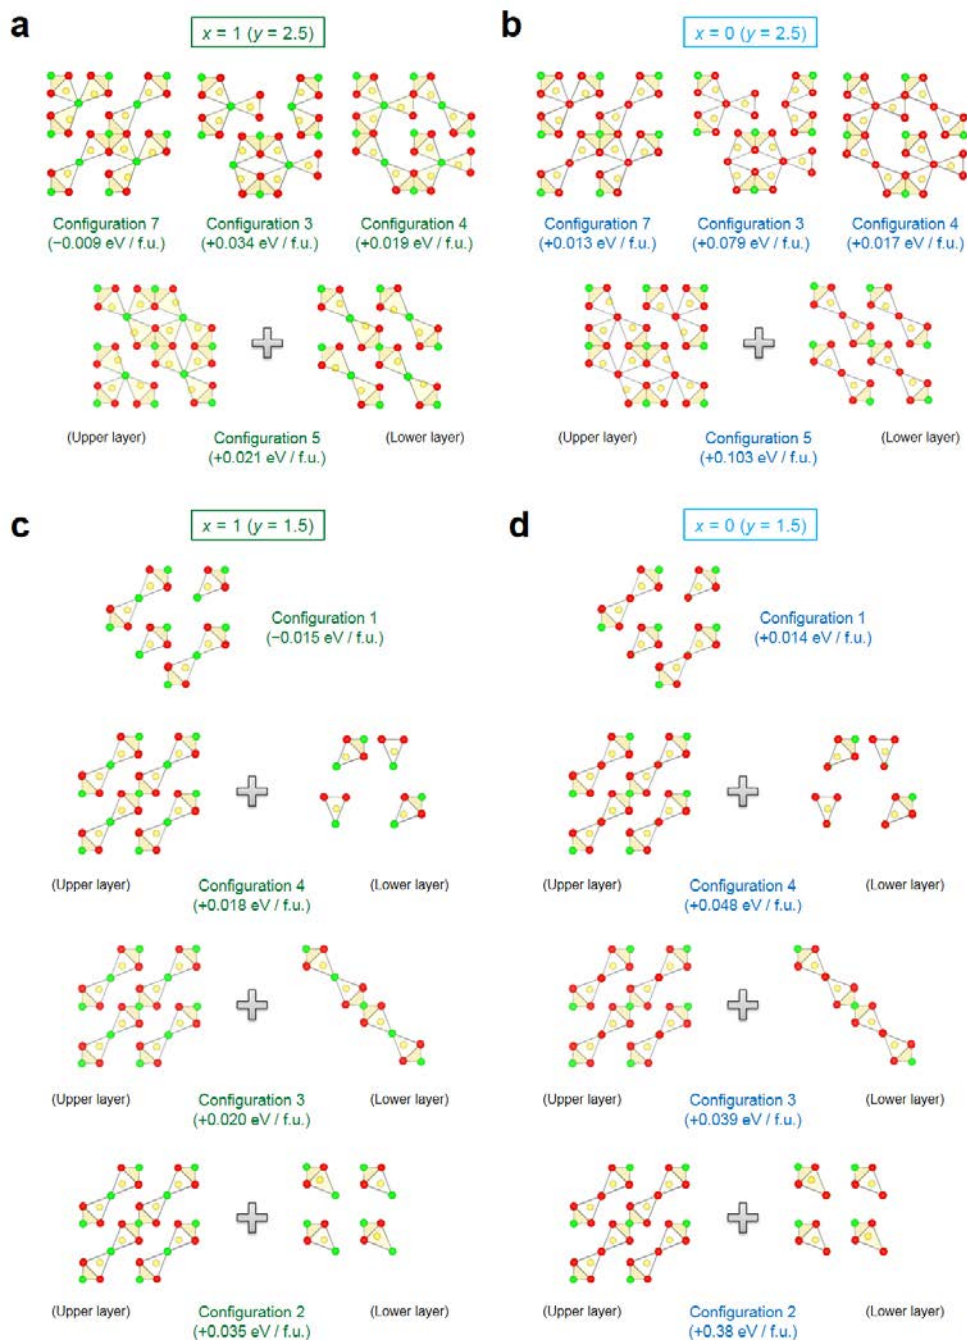 a
x = 1 (y = 2.5)
Configuration 7
(−0.009 eV / f.u.)
Configuration 3
(+0.034 eV / f.u.)
Configuration 4
(+0.019 eV / f.u.)
(Upper layer)
Configuration 5
(+0.021 eV / f.u.)
(Lower layer)
b
x = 0 (y = 2.5)
Configuration 7
(+0.013 eV / f.u.)
Configuration 3
(+0.079 eV / f.u.)
Configuration 4
(+0.017 eV / f.u.)
(Upper layer)
Configuration 5
(+0.103 eV / f.u.)
(Lower layer)
c
x = 1 (y = 1.5)
Configuration 1
(−0.015 eV / f.u.)
(Upper layer)
Configuration 4
(+0.018 eV / f.u.)
(Lower layer)
(Upper layer)
Configuration 3
(+0.020 eV / f.u.)
(Lower layer)
(Upper layer)
Configuration 2
(+0.035 eV / f.u.)
(Lower layer)
d
x = 0 (y = 1.5)
Configuration 1
(+0.014 eV / f.u.)
(Upper layer)
Configuration 4
(+0.048 eV / f.u.)
(Lower layer)
(Upper layer)
Configuration 3
(+0.039 eV / f.u.)
(Lower layer)
(Upper layer)
Configuration 2
(+0.38 eV / f.u.)
(Lower layer)